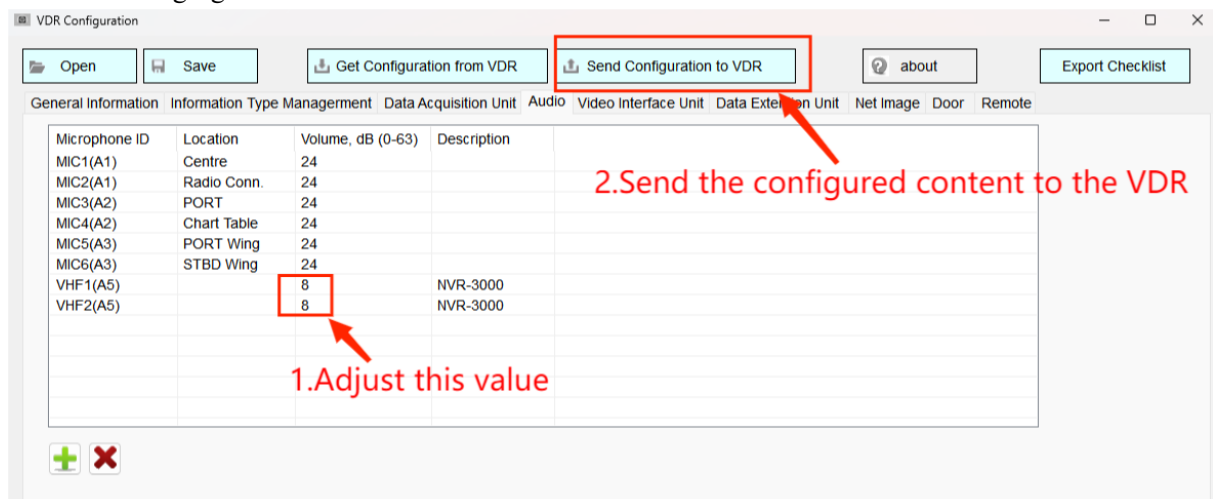 VDR Configuration
Open Save Get Configuration from VDR Send Configuration to VDR about Export Checklist
General Information Information Type Managerment Data Acquisition Unit Audio Video Interface Unit Data Extention Unit Net Image Door Remote
Microphone ID Location Volume, dB (0-63) Description
MIC1(A1) Centre 24
MIC2(A1) Radio Conn. 24
MIC3(A2) PORT 24
MIC4(A2) Chart Table 24
MIC5(A3) PORT Wing 24
MIC6(A3) STBD Wing 24
VHF1(A5) 8 NVR-3000
VHF2(A5) 8 NVR-3000
2.Send the configured content to the VDR
1.Adjust this value